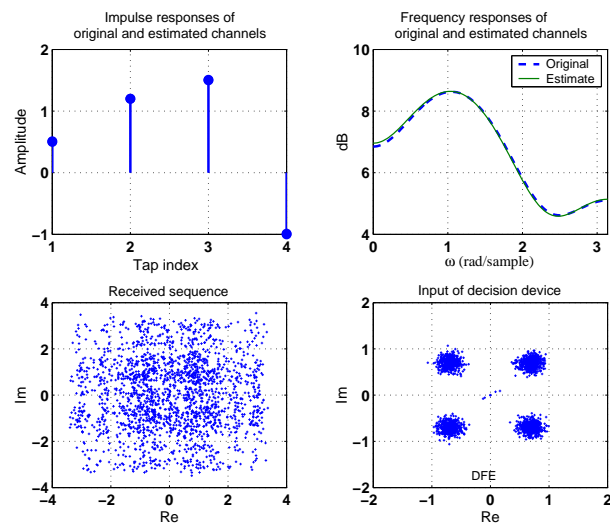 Impulse responses of
original and estimated channels
2
1
0
−1
1
2
3
4
Amplitude
Tap index
Frequency responses of
original and estimated channels
Original
Estimate
10
8
6
4
0
1
2
3
dB
ω (rad/sample)
Received sequence
4
2
0
−2
−4
−4
−2
0
2
4
Im
Re
Input of decision device
2
1
0
−1
−2
−2
−1
0
1
2
Im
DFE
Re